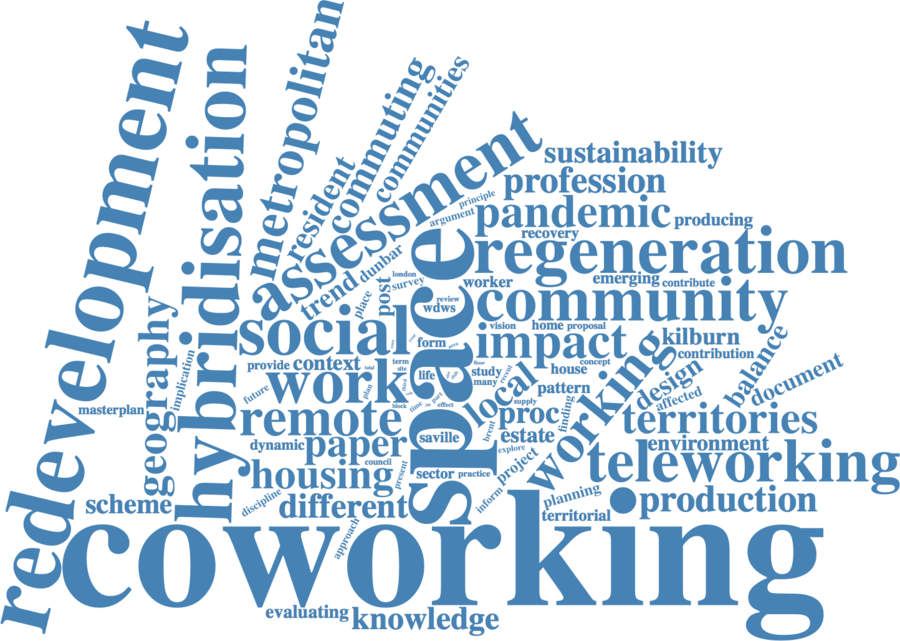 redevelopment
hybridisation
metropolitan
commuting
communities
resident
assessment
sustainability
profession
principle
argument
pandemic
producing
recovery
trend
dunbar
space
regeneration
london
survey
post
place
emerging
contribute
worker
review
wdws
community
geography
social
form
vision
home
proposal
impact
kilburn
contribution
implication
provide
context
term
site
life
study
many
house
concept
working
balance
work
future
plan
block
time
part
effect
supply
recent
floor
local
pattern
design
affected
document
masterplan
remote
proc
finding
territories
dynamic
paper
saville
brent
estate
explore
environment
council
housing
present
sector
practice
project
teleworking
scheme
discipline
different
inform
planning
production
territorial
approach
coworking
evaluating
knowledge